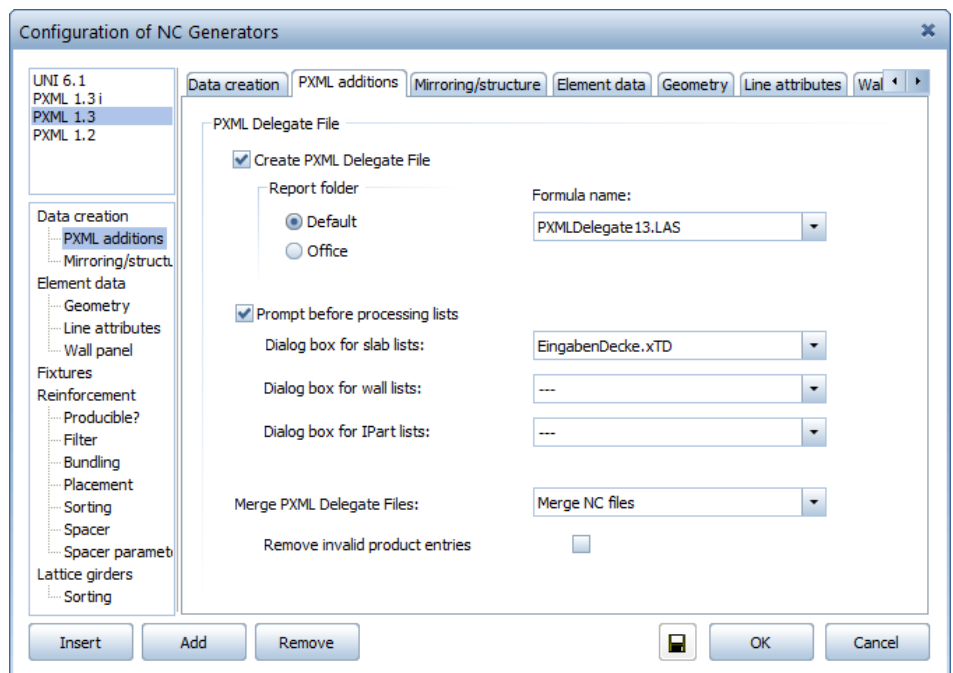 Configuration of NC Generators
UNI 6.1
PXML 1.3 i
PXML 1.3
PXML 1.2
Data creation
PXML additions
Mirroring/structu
Element data
Geometry
Line attributes
Wall panel
Fixtures
Reinforcement
Producible?
Filter
Bundling
Placement
Sorting
Spacer
Spacer paramete
Lattice girders
Sorting
Data creation PXML additions Mirroring/structure Element data Geometry Line attributes Wal
PXML Delegate File
Create PXML Delegate File
Report folder
Default
Office
Formula name:
PXMLDelegate13.LAS
Prompt before processing lists
Dialog box for slab lists: EingabenDecke.xTD
Dialog box for wall lists: ---
Dialog box for IPart lists: ---
Merge PXML Delegate Files: Merge NC files
Remove invalid product entries
Insert Add Remove OK Cancel